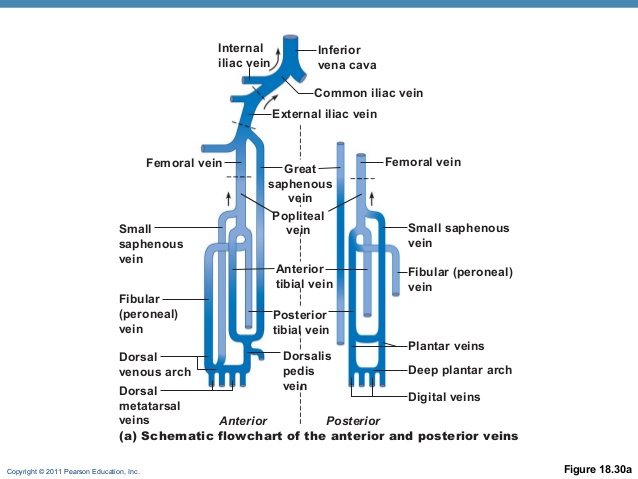 Internal
iliac vein
Inferior
vena cava
Common iliac vein
External iliac vein
Femoral vein
Great
saphenous
vein
Femoral vein
Popliteal
vein
Small
saphenous
vein
Small saphenous
vein
Anterior
tibial vein
Fibular (peroneal)
vein
Fibular
(peroneal)
vein
Posterior
tibial vein
Plantar veins
Dorsal
venous arch
Dorsalis
pedis
vein
Deep plantar arch
Dorsal
metatarsal
veins
Digital veins
Anterior
Posterior
(a) Schematic flowchart of the anterior and posterior veins
Copyright © 2011 Pearson Education, Inc.
Figure 18.30a